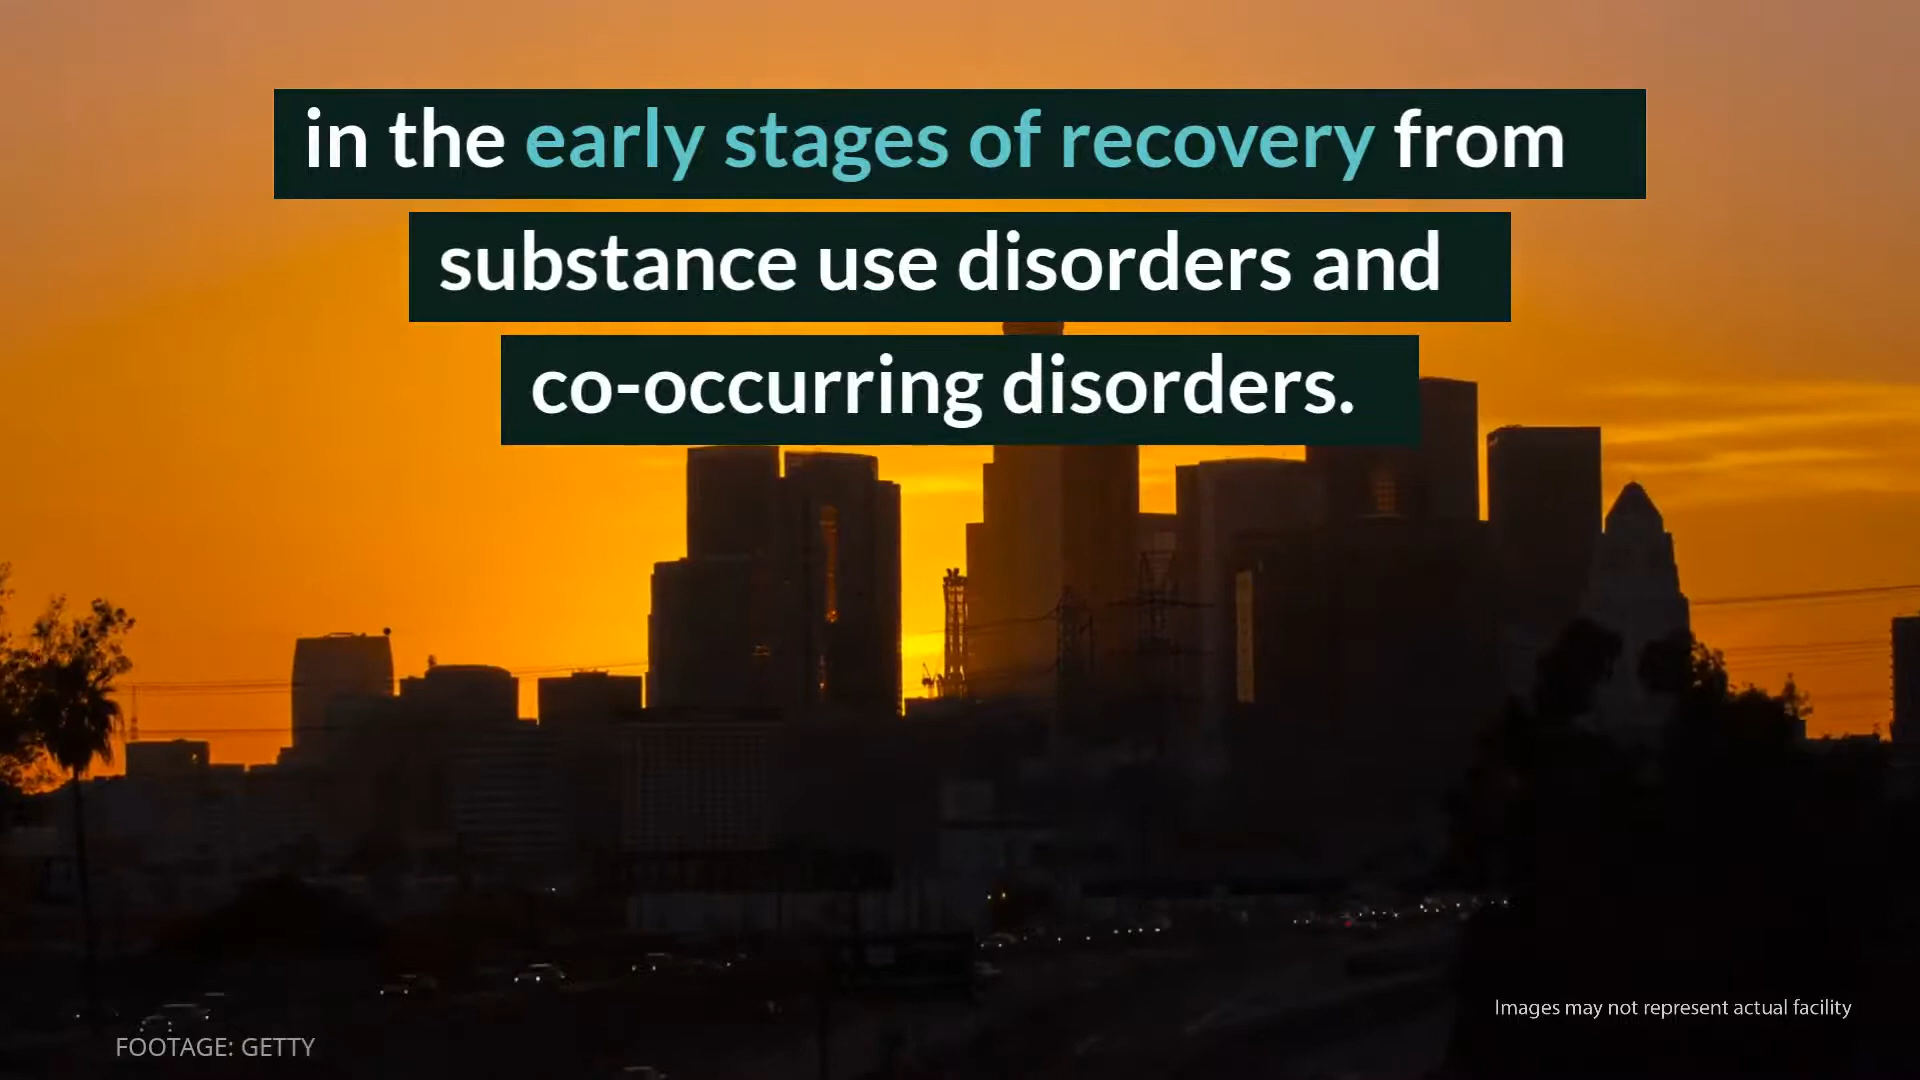 in the early stages of recovery from
substance use disorders and
co-occurring disorders.
Images may not represent actual facility
FOOTAGE: GETTY